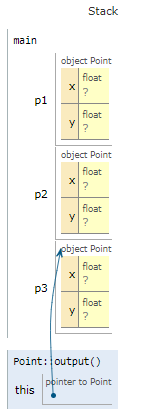 Stack
main
object Point
p1
x
float
?
y
float
?
object Point
p2
x
float
?
y
float
?
object Point
p3
x
float
?
y
float
?
Point::output()
this
pointer to Point